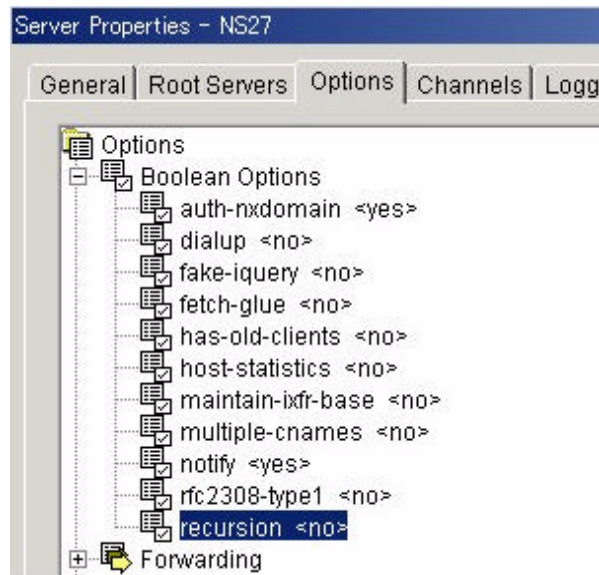 Server Properties - NS27
General Root Servers Options Channels Logg
Options
Boolean Options
auth-nxdomain <yes>
dialup <no>
fake-iquery <no>
fetch-glue <no>
has-old-clients <no>
host-statistics <no>
maintain-ixfr-base <no>
multiple-cnames <no>
notify <yes>
rfc2308-type1 <no>
recursion <no>
Forwarding